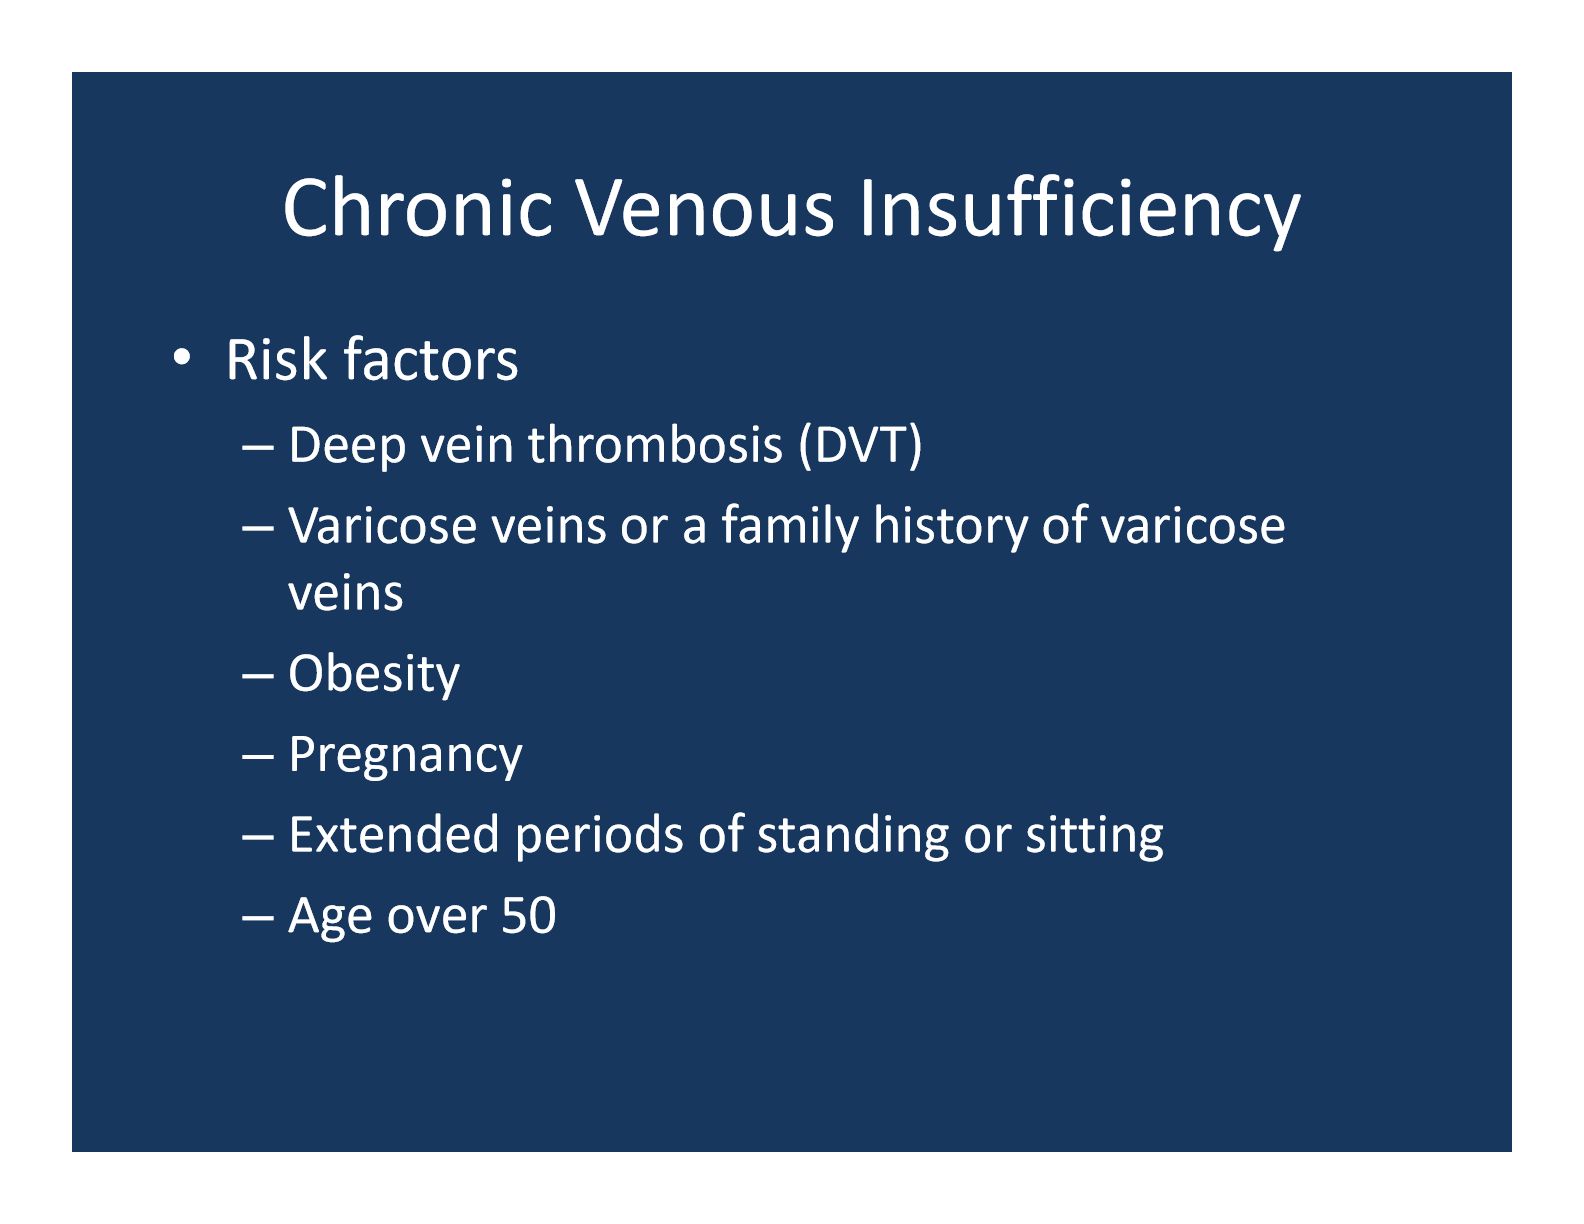 Chronic Venous Insufficiency
• Risk factors
– Deep vein thrombosis (DVT)
– Varicose veins or a family history of varicose
veins
– Obesity
– Pregnancy
– Extended periods of standing or sitting
– Age over 50